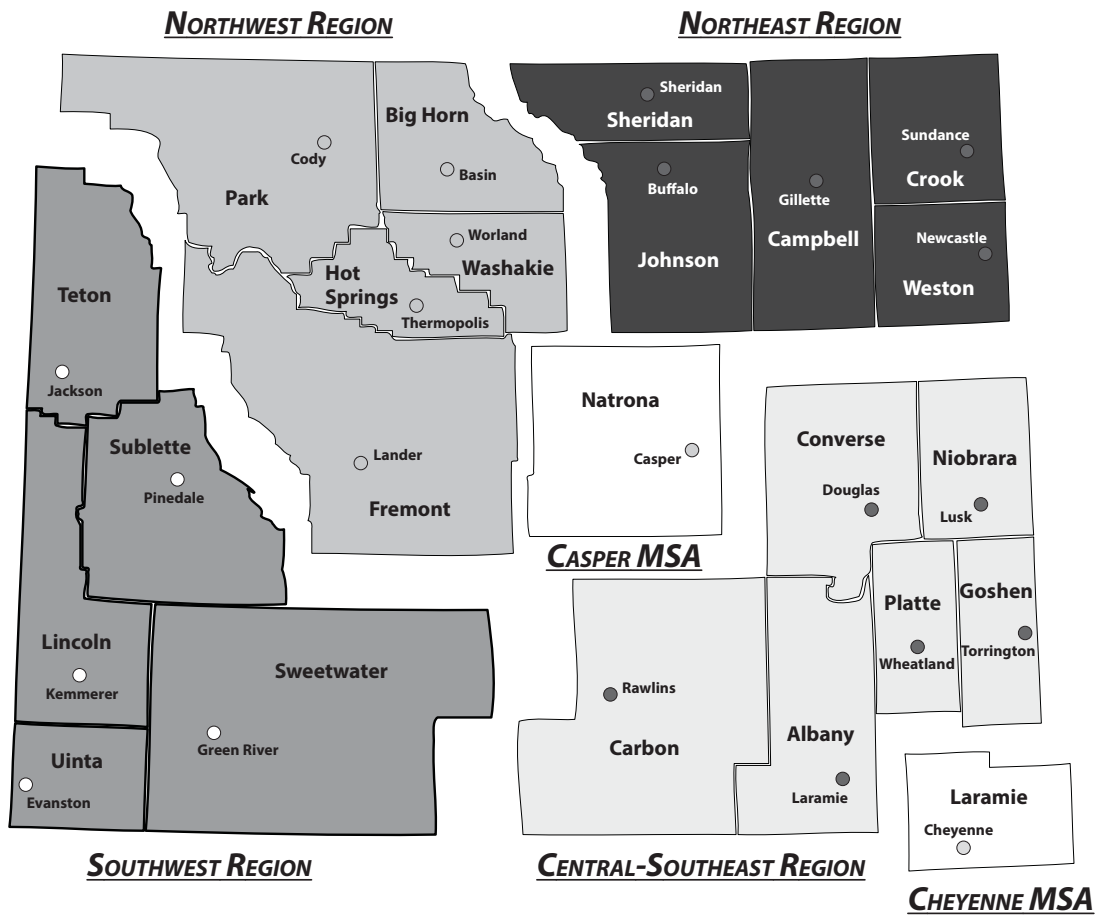 Northwest Region
Northeast Region
Big Horn
Cody
Basin
Park
Worland
Washakie
Hot
Springs
Thermopolis
Lander
Fremont
Sheridan
Sheridan
Buffalo
Johnson
Gillette
Campbell
Sundance
Crook
Newcastle
Weston
Teton
Jackson
Sublette
Pinedale
Lincoln
Kemmerer
Sweetwater
Green River
Uinta
Evanston
Southwest Region
Natrona
Casper
Casper MSA
Converse
Douglas
Niobrara
Lusk
Platte
Wheatland
Goshen
Torrington
Rawlins
Carbon
Albany
Laramie
Central-Southeast Region
Laramie
Cheyenne
Cheyenne MSA